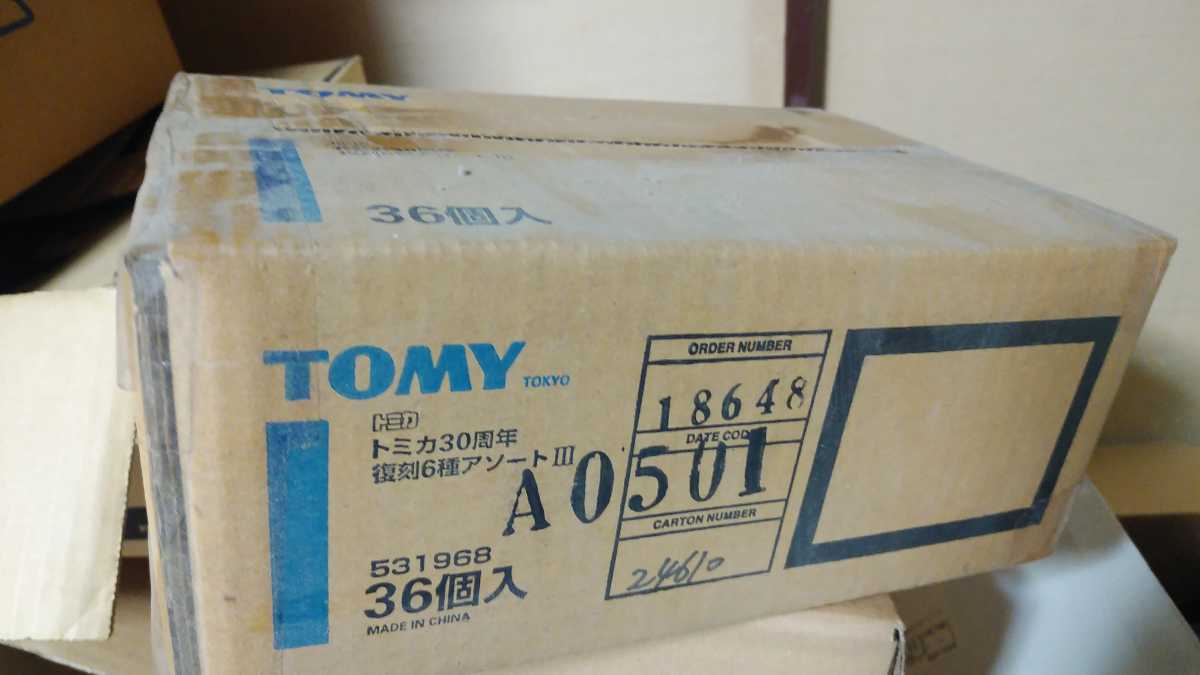 TOMY
36個入
TOMY TOKYO
トミカ
トミカ30周年
復刻6種アソートⅢ
531968
36個入
MADE IN CHINA
ORDER NUMBER
18648
DATE CODE
A0501
CARTON NUMBER
24610